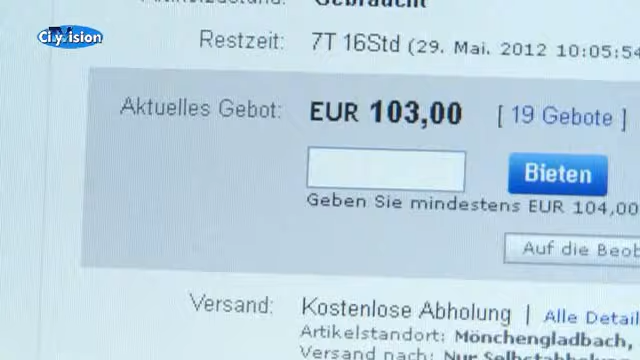 Gebraucht
CityVision
Restzeit: 7T 16Std (29. Mai. 2012 10:05:54
Aktuelles Gebot: EUR 103,00 [ 19 Gebote ]
Bieten
Geben Sie mindestens EUR 104,00
Auf die Beob
Versand: Kostenlose Abholung | Alle Detail
Artikelstandort: Mönchengladbach,
Versand nach: Nur Selbstabholung